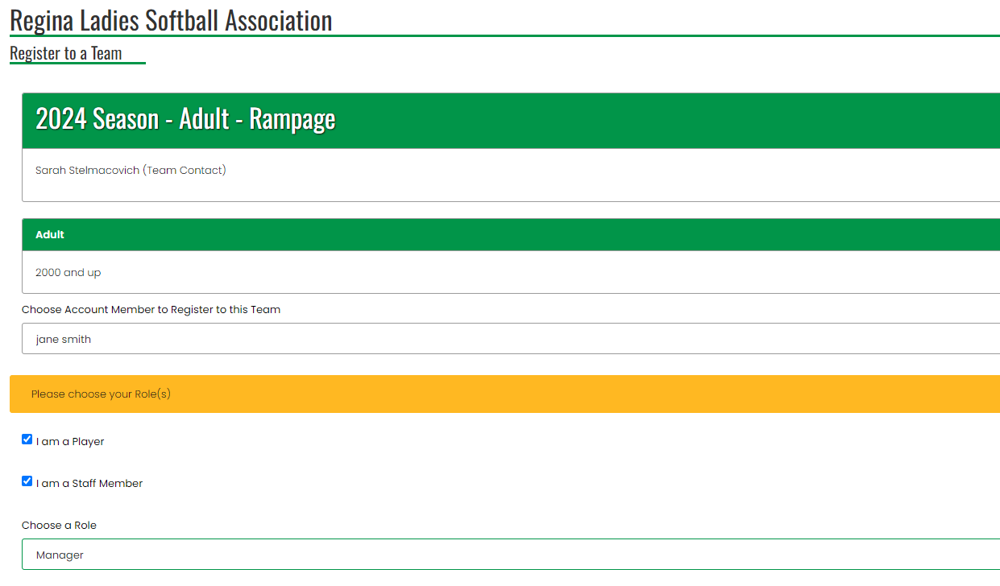 Regina Ladies Softball Association
Register to a Team
2024 Season - Adult - Rampage
Sarah Stelmacovich (Team Contact)
Adult
2000 and up
Choose Account Member to Register to this Team
jane smith
Please choose your Role(s)
I am a Player
I am a Staff Member
Choose a Role
Manager